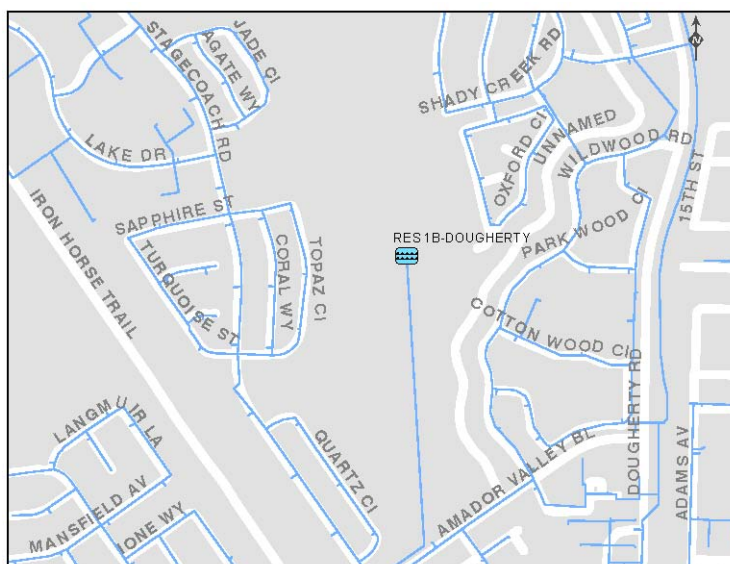 JADE CI
STAGECOACH RD
AGATE WY
SHADY CREEK RD
N
LAKE DR
OXFORD CI
UNNAMED
WILDWOOD RD
15TH ST
IRON HORSE TRAIL
SAPPHIRE ST
TURQUOISE ST
CORAL WY
TOPAZ CI
RES 1B-DOUGHERTY
PARK WOOD CI
COTTON WOOD CI
DOUGHERTY RD
LANGMUIR LA
QUARTZ CI
AMADOR VALLEY BL
ADAMS AV
MANSFIELD AV
IONE WY